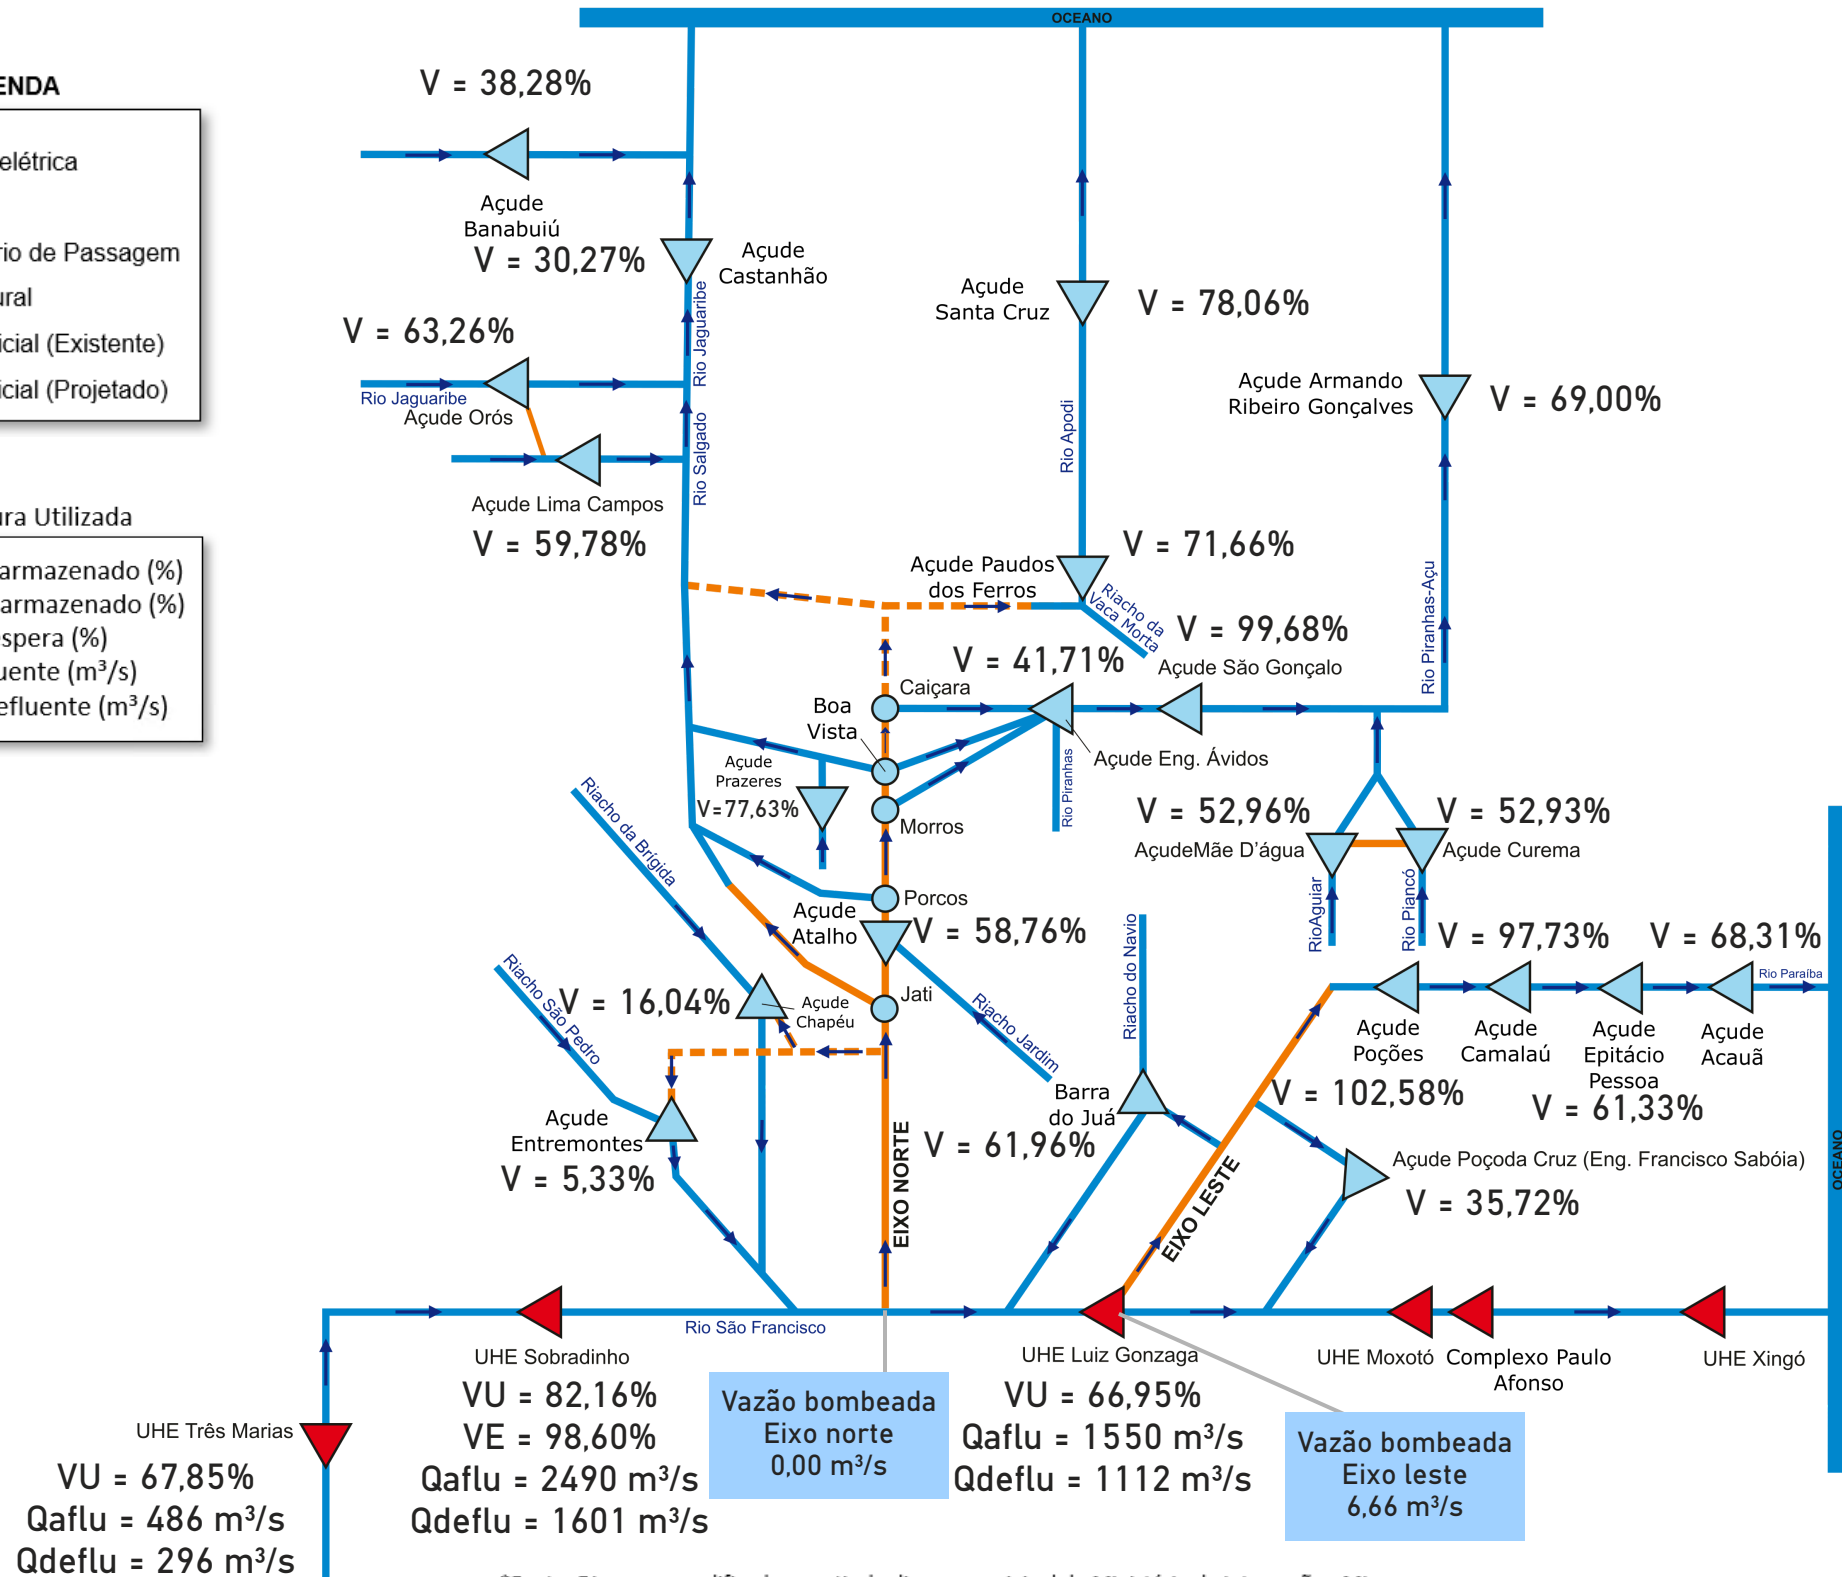 OCEANO
ENDA
elétrica
rio de Passagem
ural
icial (Existente)
icial (Projetado)
ura Utilizada
armazenado (%)
armazenado (%)
espera (%)
uente (m³/s)
efluente (m³/s)
V = 38,28%
Açude
Banabuiú
V = 30,27%
Açude
Castanhão
Rio Jaguaribe
V = 63,26%
Rio Jaguaribe
Açude Orós
Rio Salgado
Açude Lima Campos
V = 59,78%
Açude
Santa Cruz
V = 78,06%
Rio Apodi
Açude Armando
Ribeiro Gonçalves
V = 69,00%
Açude Paudos
dos Ferros
V = 71,66%
Riacho da
Vaca Morta
V = 99,68%
Açude São Gonçalo
V = 41,71%
Rio Piranhas-Açu
Caiçara
Boa
Vista
Açude Eng. Ávidos
Rio Piranhas
Açude
Prazeres
V=77,63%
Morros
Riacho da Brígida
V = 52,96%
AçudeMãe D'água
V = 52,93%
Açude Curema
RioAguiar
Rio Piancó
Porcos
Açude
Atalho
V = 58,76%
Riacho do Navio
V = 97,73%
V = 68,31%
Rio Paraíba
Riacho São Pedro
V = 16,04%
Açude
Chapéu
Jati
Riacho Jardim
Açude
Poções
Açude
Camalaú
Açude
Epitácio
Pessoa
Açude
Acauã
V = 102,58%
V = 61,33%
Barra
do Juá
V = 61,96%
Açude
Entremontes
V = 5,33%
EIXO NORTE
EIXO LESTE
Açude Poçoda Cruz (Eng. Francisco Sabóia)
V = 35,72%
OCEANO
Rio São Francisco
UHE Sobradinho
VU = 82,16%
VE = 98,60%
Qaflu = 2490 m³/s
Qdeflu = 1601 m³/s
Vazão bombeada
Eixo norte
0,00 m³/s
UHE Luiz Gonzaga
VU = 66,95%
Qaflu = 1550 m³/s
Qdeflu = 1112 m³/s
Vazão bombeada
Eixo leste
6,66 m³/s
UHE Moxotó
Complexo Paulo
Afonso
UHE Xingó
UHE Três Marias
VU = 67,85%
Qaflu = 486 m³/s
Qdeflu = 296 m³/s